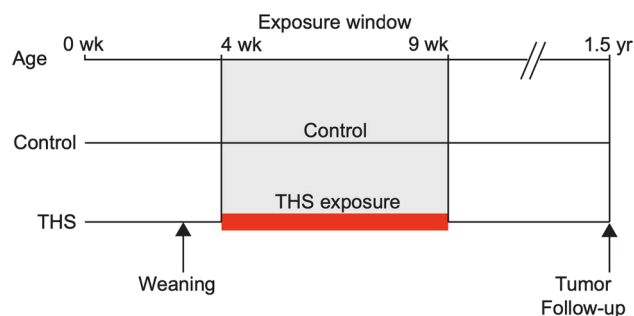 Exposure window
0 wk 4 wk 9 wk 1.5 yr
Age
Control Control
THS exposure
THS
Weaning Tumor
Follow-up